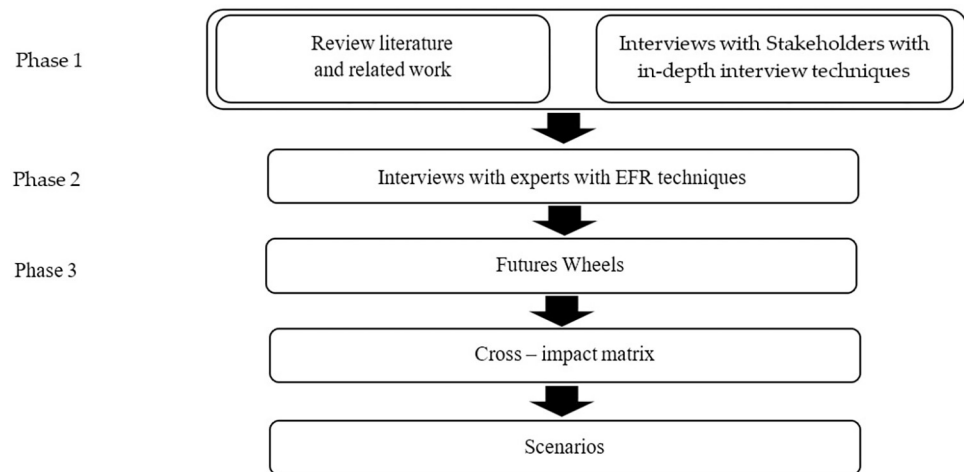 Phase 1
Review literature
and related work
Interviews with Stakeholders with
in-depth interview techniques
Phase 2
Interviews with experts with EFR techniques
Phase 3
Futures Wheels
Cross – impact matrix
Scenarios